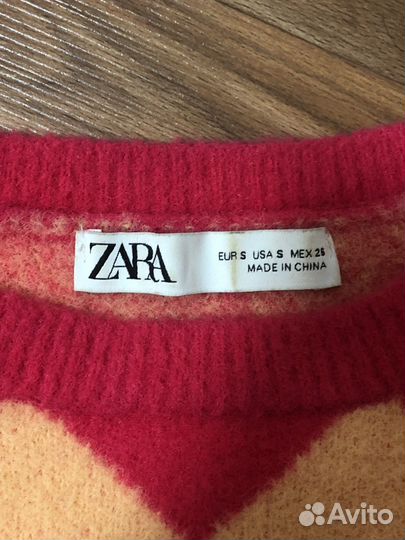 ZARA
EUR S USA S MEX 26
MADE IN CHINA
Avito